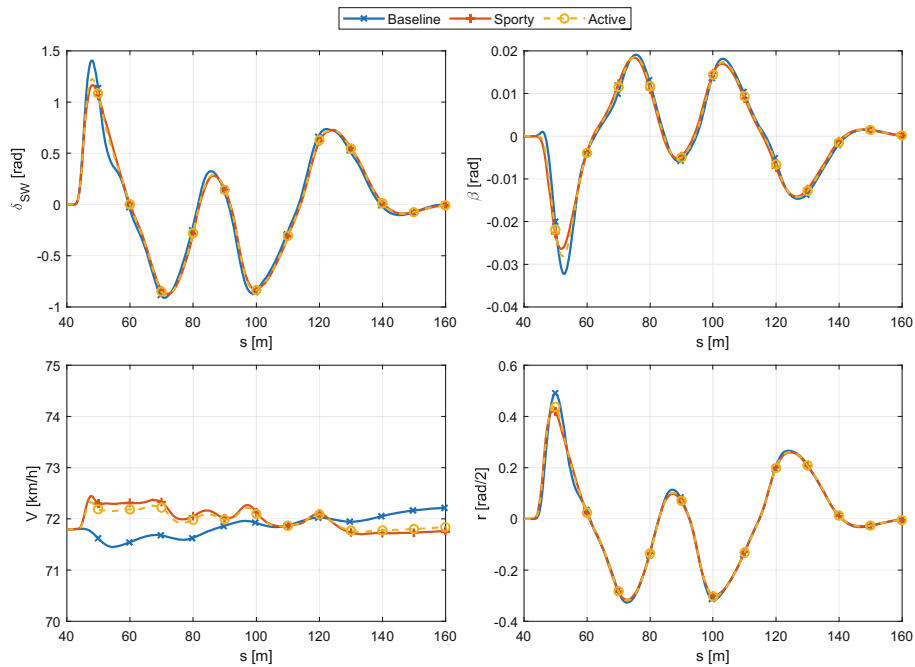 Baseline Sporty Active
1.5
1
0.5
0
-0.5
-1
δSW [rad]
40 60 80 100 120 140 160
s [m]
0.02
0.01
0
-0.01
-0.02
-0.03
-0.04
β [rad]
40 60 80 100 120 140 160
s [m]
75
74
73
72
71
70
V [km/h]
40 60 80 100 120 140 160
s [m]
0.6
0.4
0.2
0
-0.2
-0.4
r [rad/2]
40 60 80 100 120 140 160
s [m]